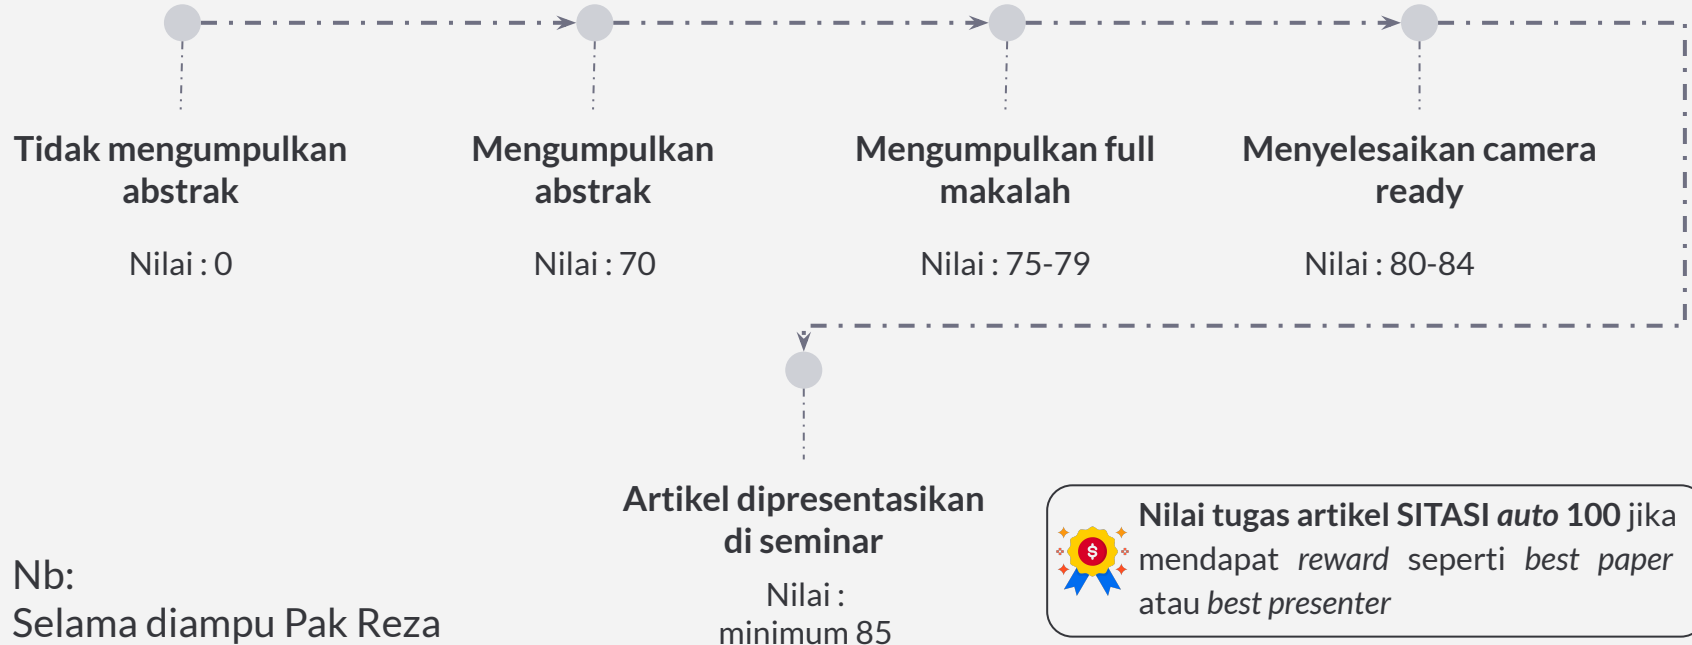 Tidak mengumpulkan
abstrak
Nilai : 0
Mengumpulkan
abstrak
Nilai : 70
Mengumpulkan full
makalah
Nilai : 75-79
Menyelesaikan camera
ready
Nilai : 80-84
Artikel dipresentasikan
di seminar
Nilai :
minimum 85
$
Nilai tugas artikel SITASI auto 100 jika
mendapat reward seperti best paper
atau best presenter
Nb:
Selama diampu Pak Reza